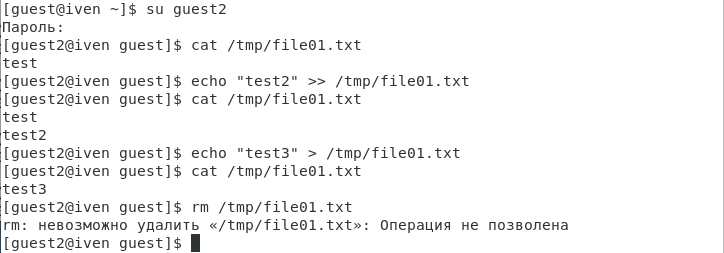 [guest@iven ~]$ su guest2
Пароль:
[guest2@iven guest]$ cat /tmp/file01.txt
test
[guest2@iven guest]$ echo "test2" >> /tmp/file01.txt
[guest2@iven guest]$ cat /tmp/file01.txt
test
test2
[guest2@iven guest]$ echo "test3" > /tmp/file01.txt
[guest2@iven guest]$ cat /tmp/file01.txt
test3
[guest2@iven guest]$ rm /tmp/file01.txt
rm: невозможно удалить «/tmp/file01.txt»: Операция не позволена
[guest2@iven guest]$